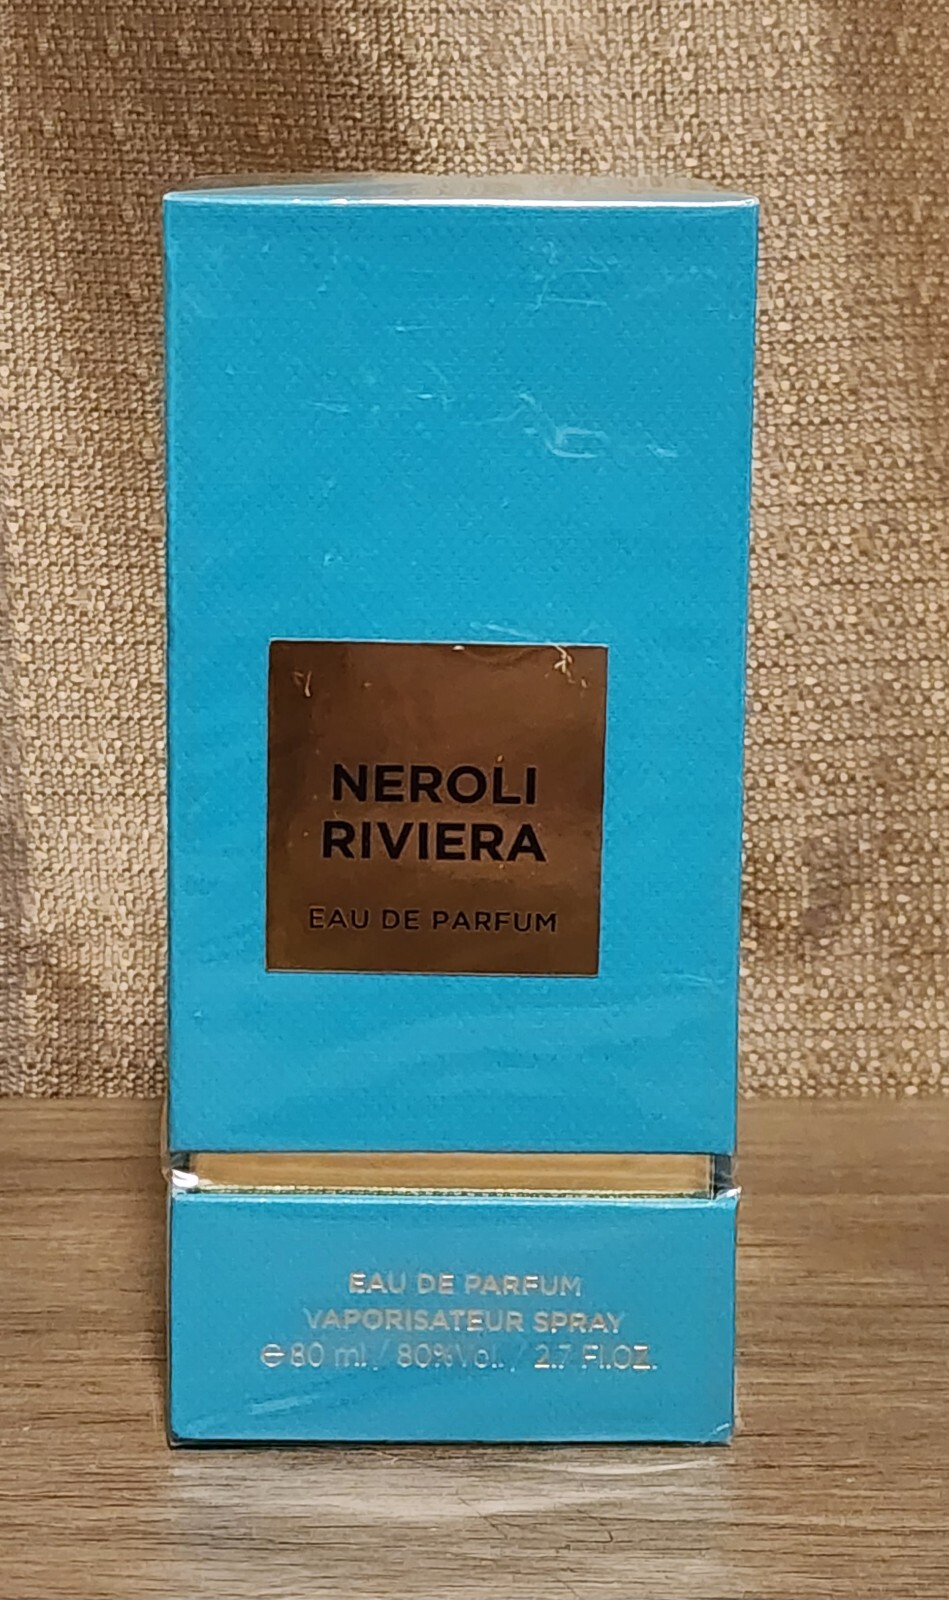 NEROLI
RIVIERA
EAU DE PARFUM
EAU DE PARFUM
VAPORISATEUR SPRAY
℮ 80 ml / 80%Vol. / 2.7 Fl.OZ.